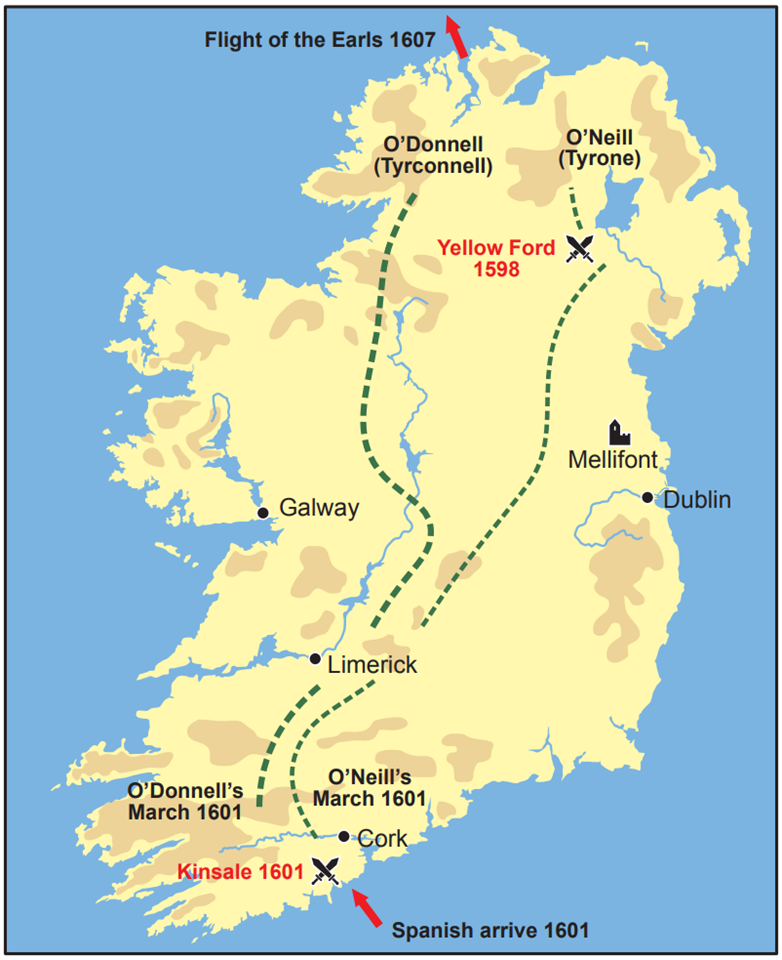 Flight of the Earls 1607
O'Donnell
(Tyrconnell)
O'Neill
(Tyrone)
Yellow Ford
1598
Mellifont
Dublin
Galway
Limerick
O'Donnell's
March 1601
O'Neill's
March 1601
Cork
Kinsale 1601
Spanish arrive 1601